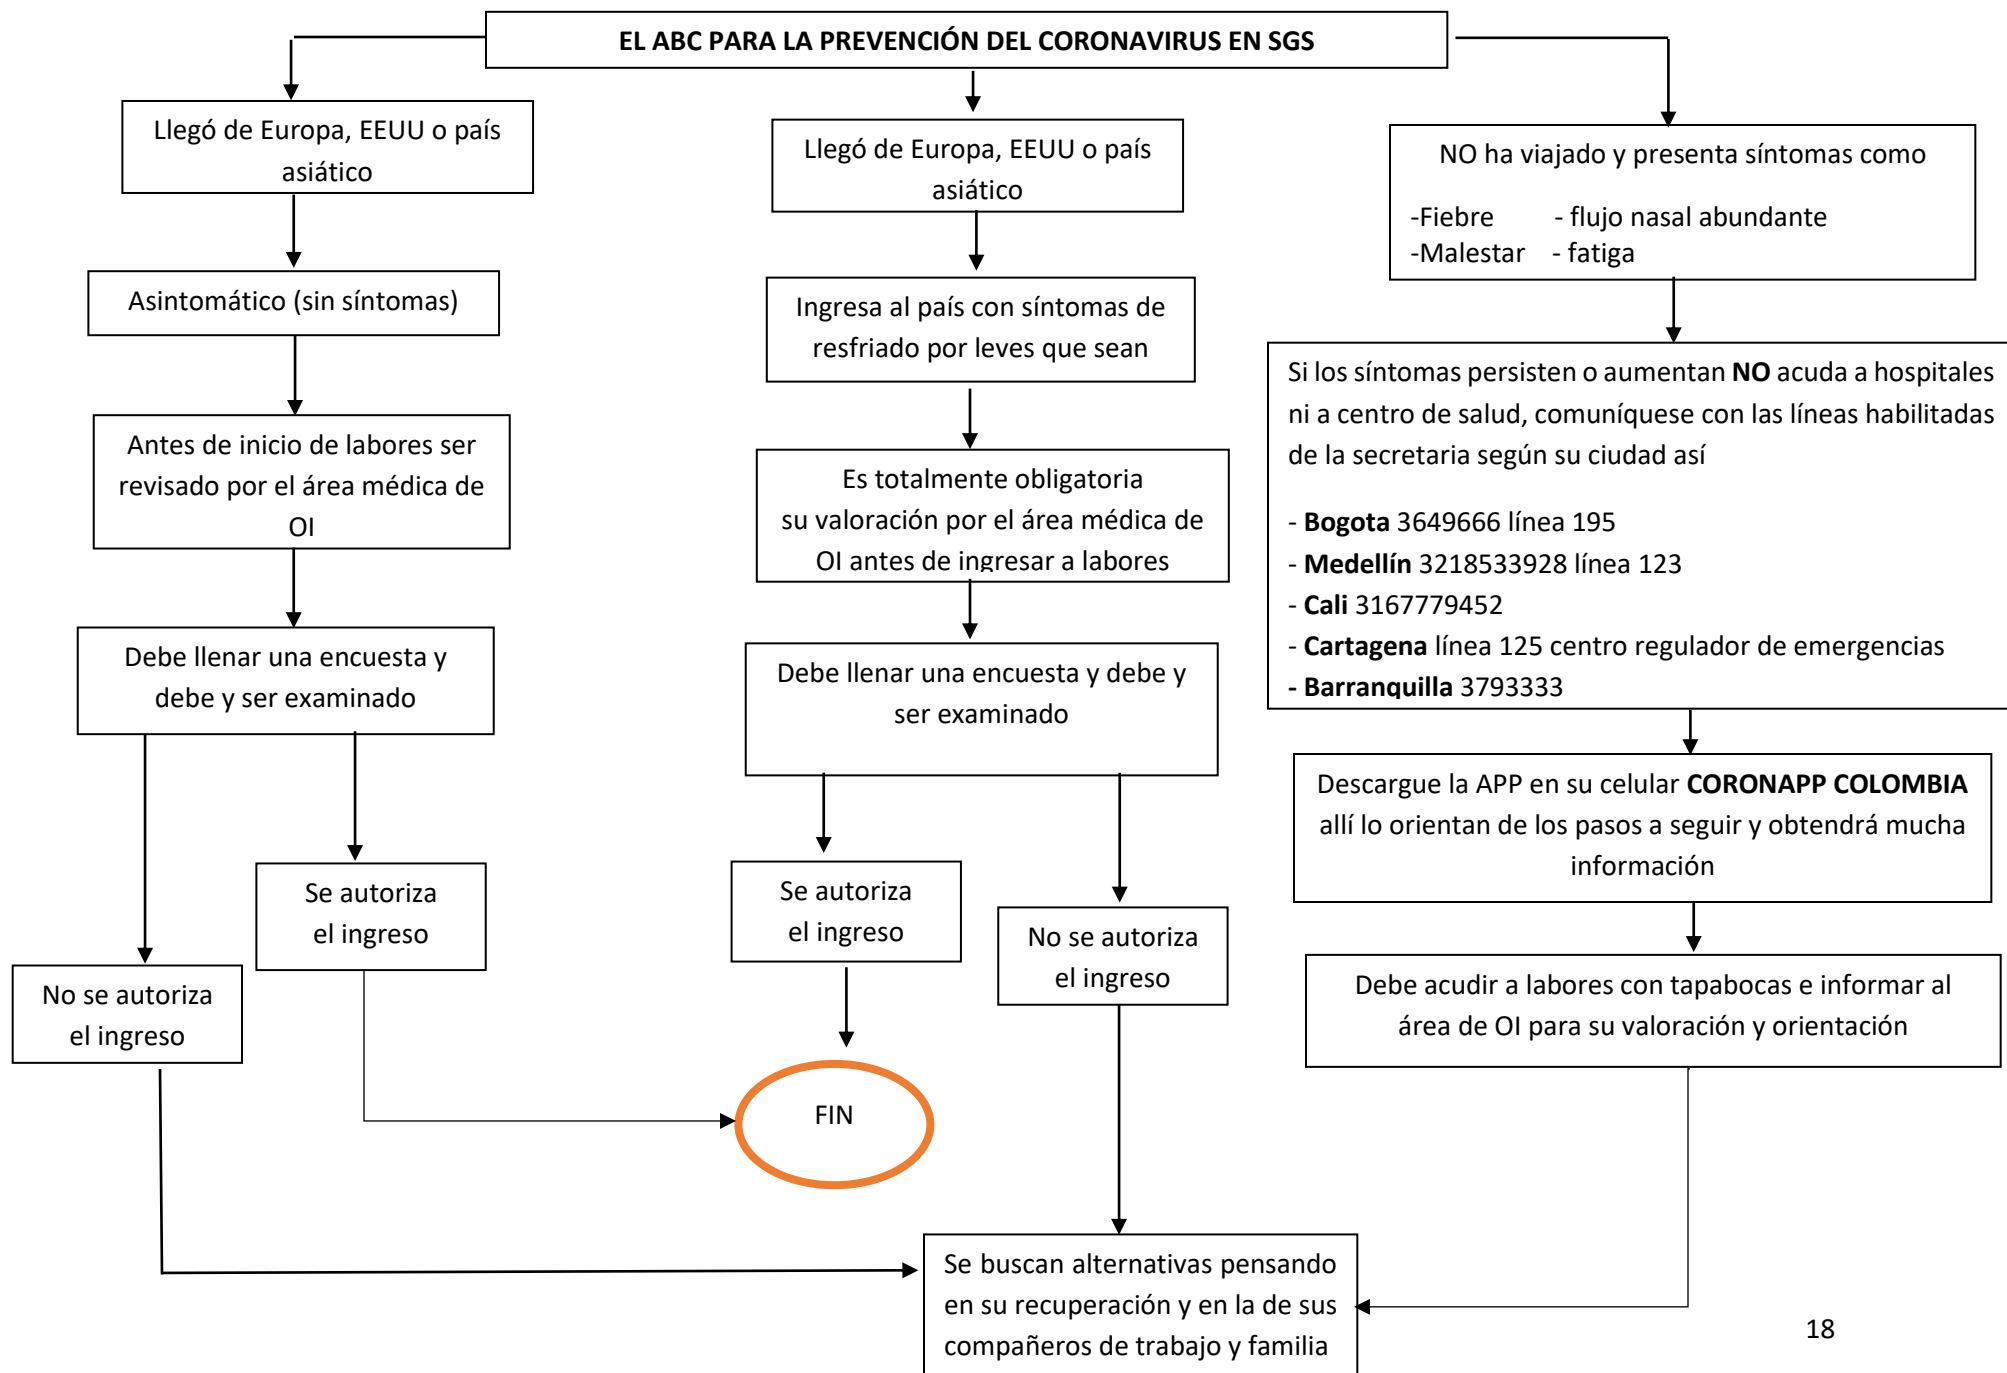 EL ABC PARA LA PREVENCIÓN DEL CORONAVIRUS EN SGS
Llegó de Europa, EEUU o país
asiático
Asintomático (sin síntomas)
Antes de inicio de labores ser
revisado por el área médica de
OI
Debe llenar una encuesta y
debe y ser examinado
No se autoriza
el ingreso
Se autoriza
el ingreso
Llegó de Europa, EEUU o país
asiático
Ingresa al país con síntomas de
resfriado por leves que sean
Es totalmente obligatoria
su valoración por el área médica de
OI antes de ingresar a labores
Debe llenar una encuesta y debe y
ser examinado
Se autoriza
el ingreso
No se autoriza
el ingreso
FIN
NO ha viajado y presenta síntomas como
-Fiebre - flujo nasal abundante
-Malestar - fatiga
Si los síntomas persisten o aumentan NO acuda a hospitales
ni a centro de salud, comuníquese con las líneas habilitadas
de la secretaria según su ciudad así
- Bogota 3649666 línea 195
- Medellín 3218533928 línea 123
- Cali 3167779452
- Cartagena línea 125 centro regulador de emergencias
- Barranquilla 3793333
Descargue la APP en su celular CORONAPP COLOMBIA
allí lo orientan de los pasos a seguir y obtendrá mucha
información
Debe acudir a labores con tapabocas e informar al
área de OI para su valoración y orientación
Se buscan alternativas pensando
en su recuperación y en la de sus
compañeros de trabajo y familia
18